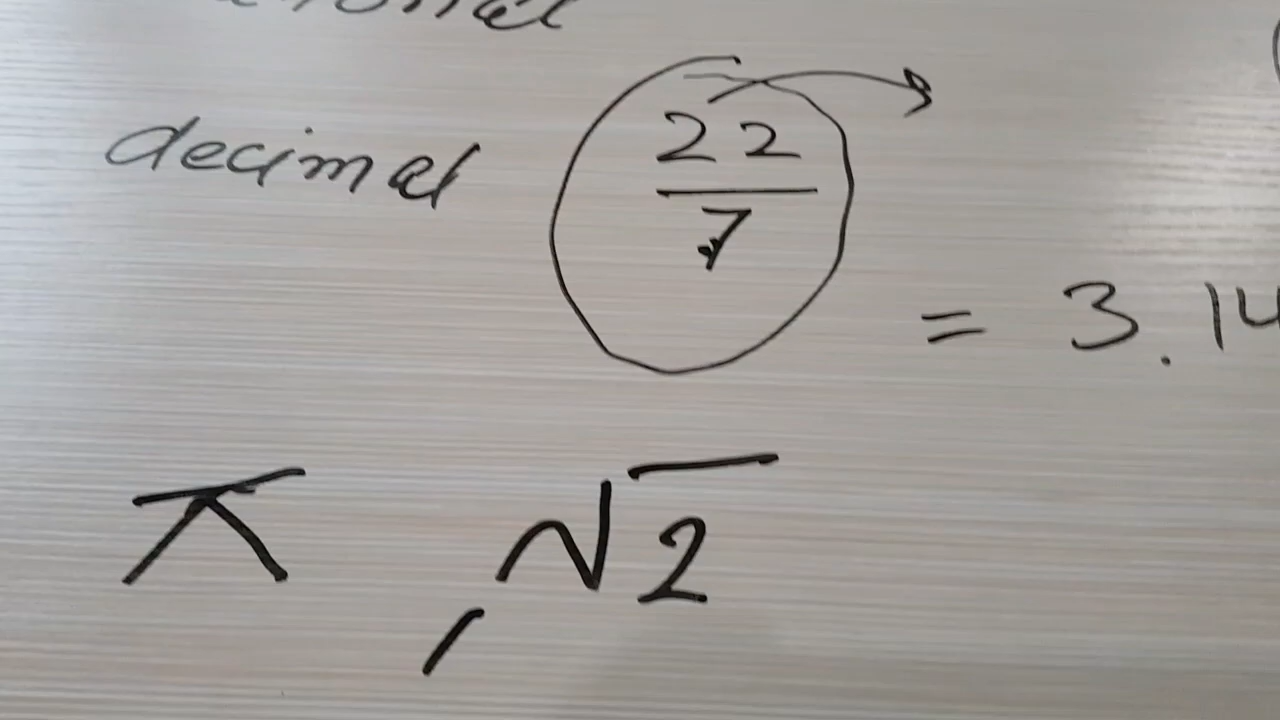 decimal 22/7
= 3.14
π, √2